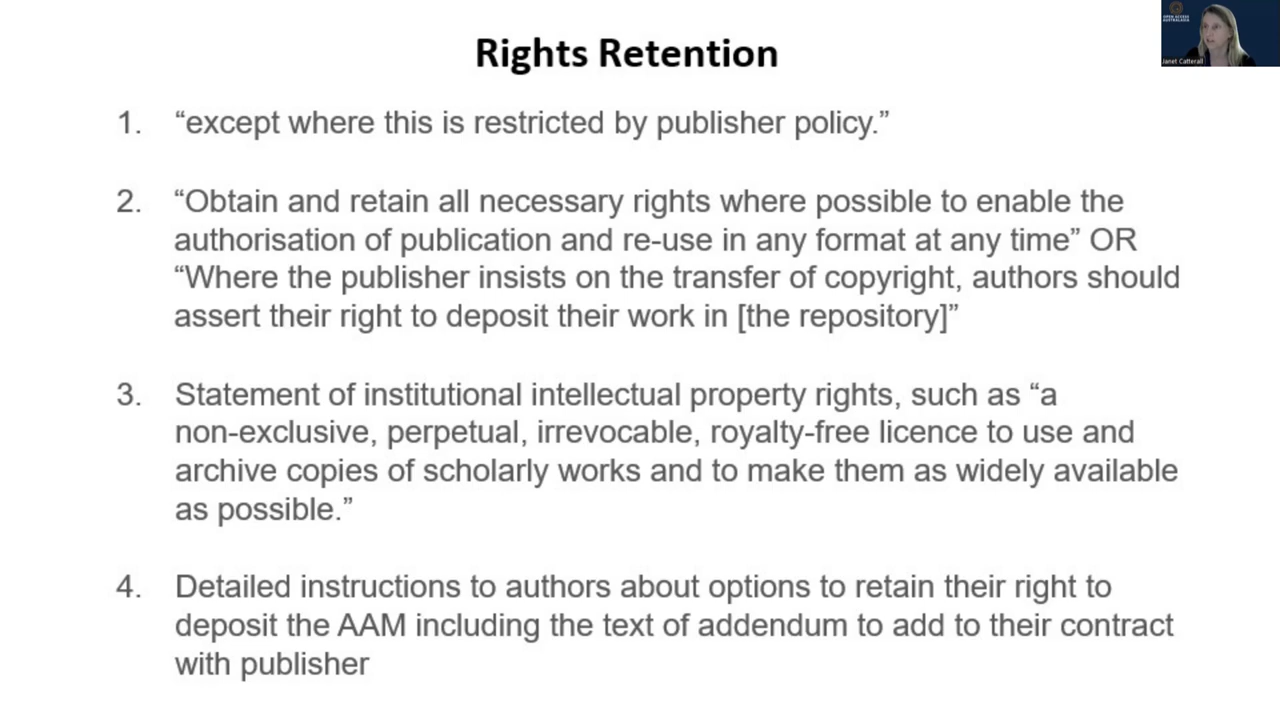 Rights Retention
OPEN ACCESS
AUSTRALASIA
Janet Catterall
1. “except where this is restricted by publisher policy.”
2. “Obtain and retain all necessary rights where possible to enable the
authorisation of publication and re-use in any format at any time” OR
“Where the publisher insists on the transfer of copyright, authors should
assert their right to deposit their work in [the repository]”
3. Statement of institutional intellectual property rights, such as “a
non-exclusive, perpetual, irrevocable, royalty-free licence to use and
archive copies of scholarly works and to make them as widely available
as possible.”
4. Detailed instructions to authors about options to retain their right to
deposit the AAM including the text of addendum to add to their contract
with publisher